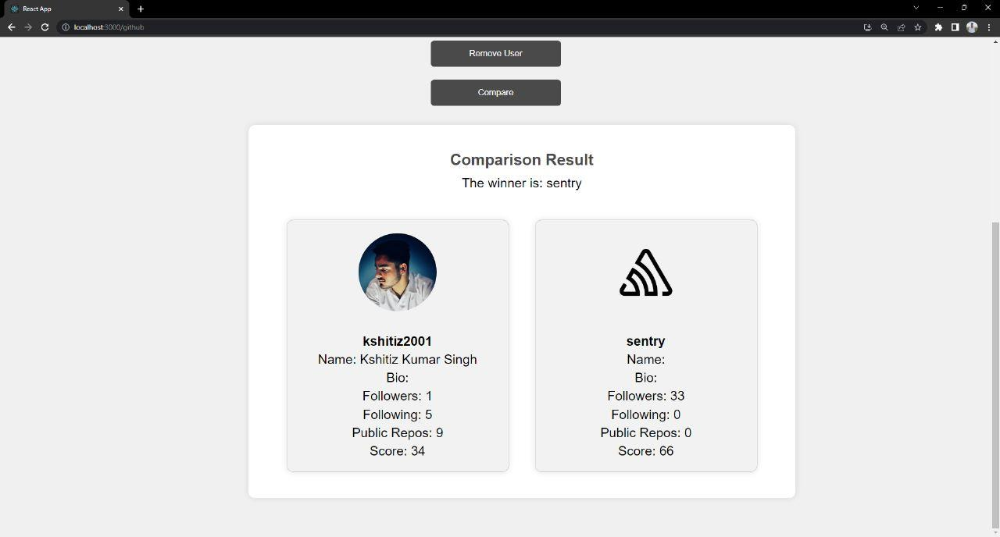 React App
localhost:3000/github
Remove User
Compare
Comparison Result
The winner is: sentry
kshitiz2001
Name: Kshitiz Kumar Singh
Bio:
Followers: 1
Following: 5
Public Repos: 9
Score: 34
sentry
Name:
Bio:
Followers: 33
Following: 0
Public Repos: 0
Score: 66